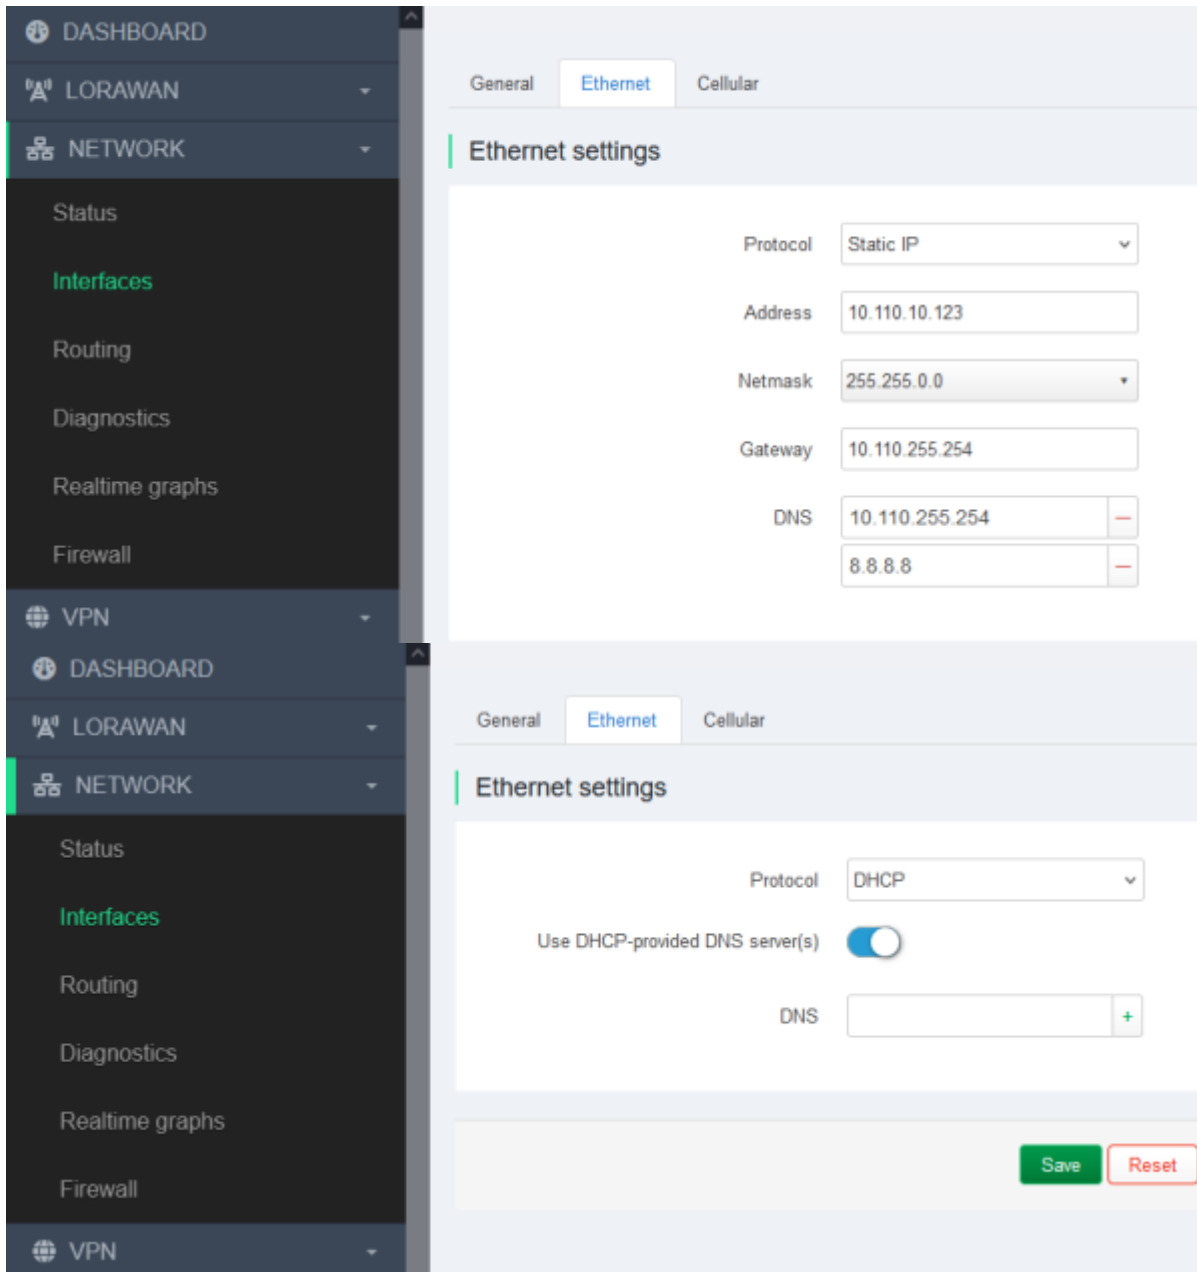 DASHBOARD
LORAWAN
NETWORK
Status
Interfaces
Routing
Diagnostics
Realtime graphs
Firewall
VPN
General Ethernet Cellular
Ethernet settings
Protocol Static IP
Address 10.110.10.123
Netmask 255.255.0.0
Gateway 10.110.255.254
DNS 10.110.255.254
8.8.8.8
DASHBOARD
LORAWAN
NETWORK
Status
Interfaces
Routing
Diagnostics
Realtime graphs
Firewall
VPN
General Ethernet Cellular
Ethernet settings
Protocol DHCP
Use DHCP-provided DNS server(s)
DNS
Save Reset